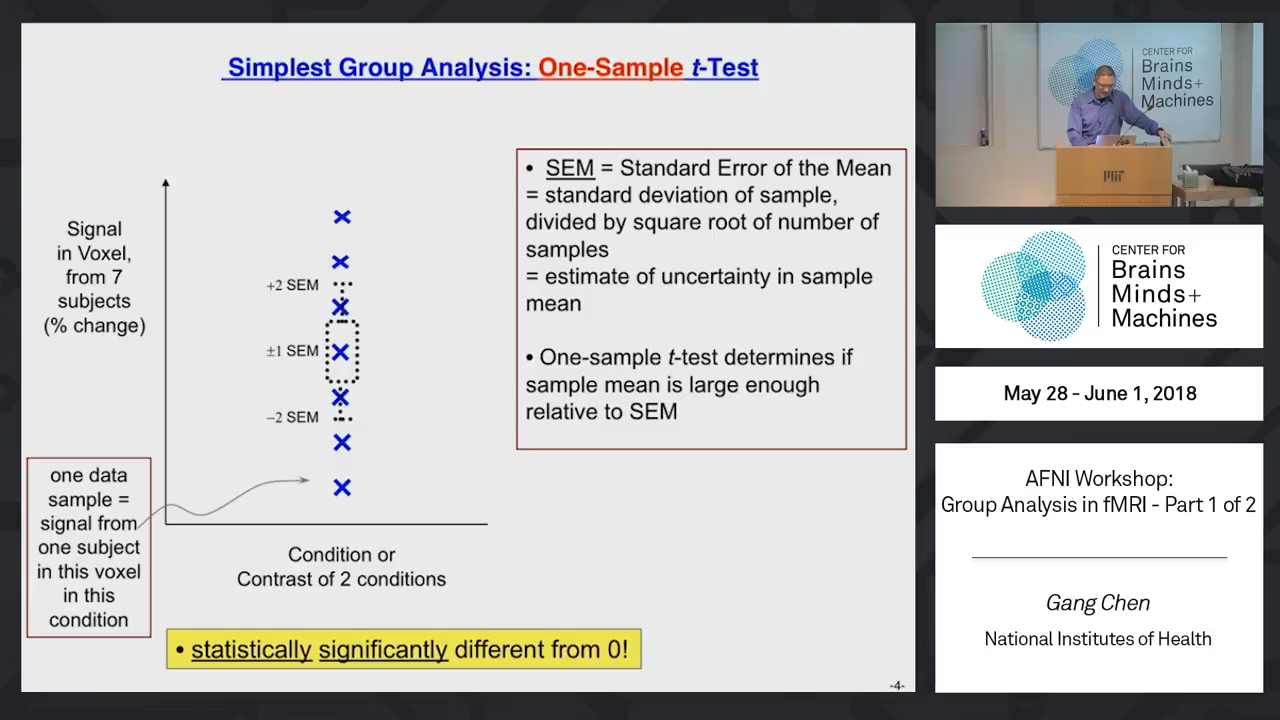 Simplest Group Analysis: One-Sample t-Test
Signal
in Voxel,
from 7
subjects
(% change)
+2 SEM
±1 SEM
−2 SEM
one data
sample =
signal from
one subject
in this voxel
in this
condition
Condition or
Contrast of 2 conditions
• SEM = Standard Error of the Mean
= standard deviation of sample,
divided by square root of number of
samples
= estimate of uncertainty in sample
mean
• One-sample t-test determines if
sample mean is large enough
relative to SEM
• statistically significantly different from 0!
-4-
CENTER FOR
Brains
Minds+
Machines
MIT
CENTER FOR
Brains
Minds+
Machines
May 28 - June 1, 2018
AFNI Workshop:
Group Analysis in fMRI - Part 1 of 2
Gang Chen
National Institutes of Health